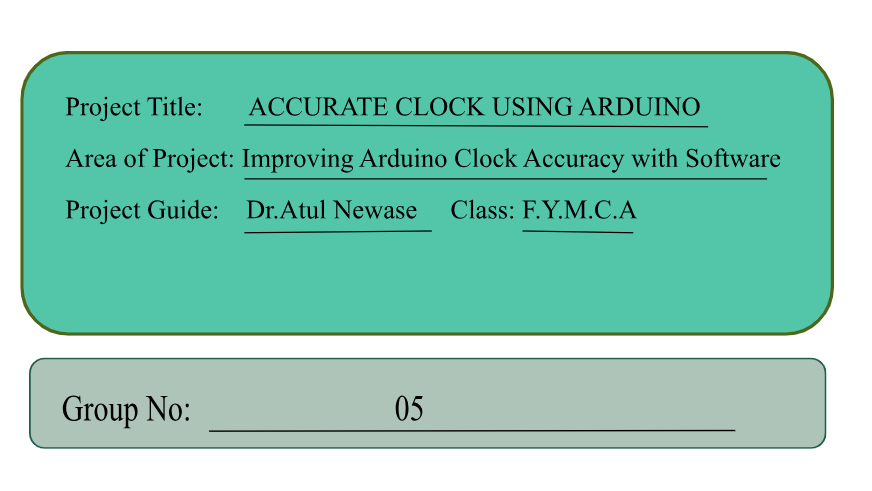 Project Title: ACCURATE CLOCK USING ARDUINO
Area of Project: Improving Arduino Clock Accuracy with Software
Project Guide: Dr.Atul Newase Class: F.Y.M.C.A
Group No: 05